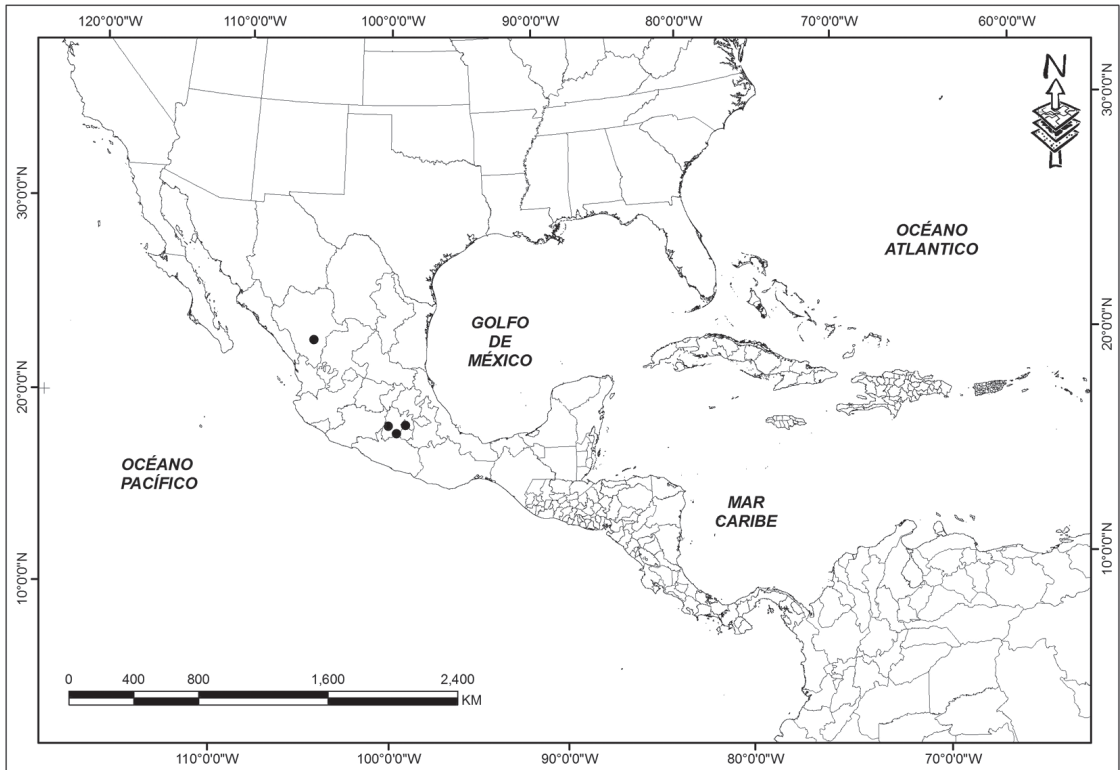 120°0'0"W 110°0'0"W 100°0'0"W 90°0'0"W 80°0'0"W 70°0'0"W 60°0'0"W
N
30°0'0"N
30°0'0"N
OCÉANO
ATLANTICO
GOLFO
DE
MÉXICO
20°0'0"N
20°0'0"N
OCÉANO
PACÍFICO
MAR
CARIBE
10°0'0"N
10°0'0"N
0 400 800 1,600 2,400
KM
110°0'0"W 100°0'0"W 90°0'0"W 80°0'0"W 70°0'0"W